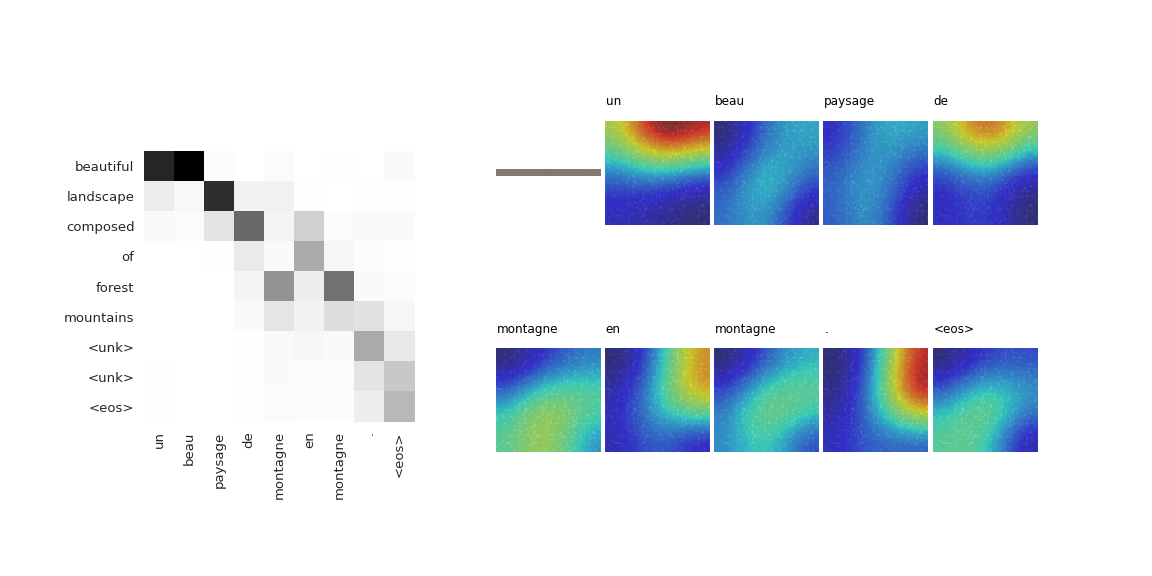 beautiful
landscape
composed
of
forest
mountains
<unk>
<unk>
<eos>
un
beau
paysage
de
montagne
en
montagne
.
<eos>
un beau paysage de
montagne en montagne . <eos>